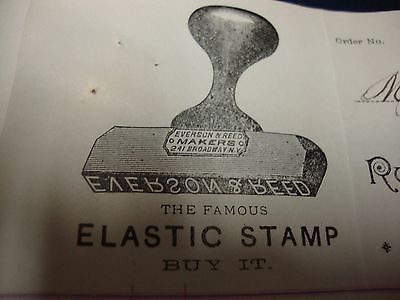 Order No.
EVERSON & REED
MAKERS
241 BROADWAY N.Y.
EVERSON & REED
THE FAMOUS
ELASTIC STAMP
BUY IT.